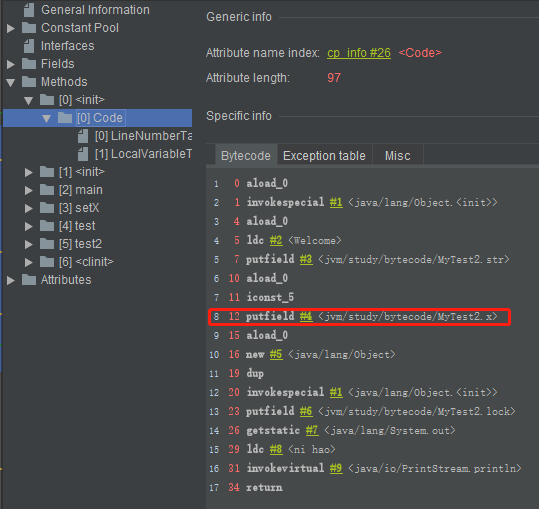 General Information
Constant Pool
Interfaces
Fields
Methods
[0] <init>
[0] Code
[0] LineNumberTa
[1] LocalVariableT
[1] <init>
[2] main
[3] setX
[4] test
[5] test2
[6] <clinit>
Attributes
Generic info
Attribute name index: cp_info #26 <Code>
Attribute length: 97
Specific info
Bytecode Exception table Misc
1 0 aload_0
2 1 invokespecial #1 <java/lang/Object.<init>>
3 4 aload_0
4 5 ldc #2 <Welcome>
5 7 putfield #3 <jvm/study/bytecode/MyTest2.str>
6 10 aload_0
7 11 iconst_5
8 12 putfield #4 <jvm/study/bytecode/MyTest2.x>
9 15 aload_0
10 16 new #5 <java/lang/Object>
11 19 dup
12 20 invokespecial #1 <java/lang/Object.<init>>
13 23 putfield #6 <jvm/study/bytecode/MyTest2.lock>
14 26 getstatic #7 <java/lang/System.out>
15 29 ldc #8 <ni hao>
16 31 invokevirtual #9 <java/io/PrintStream.println>
17 34 return